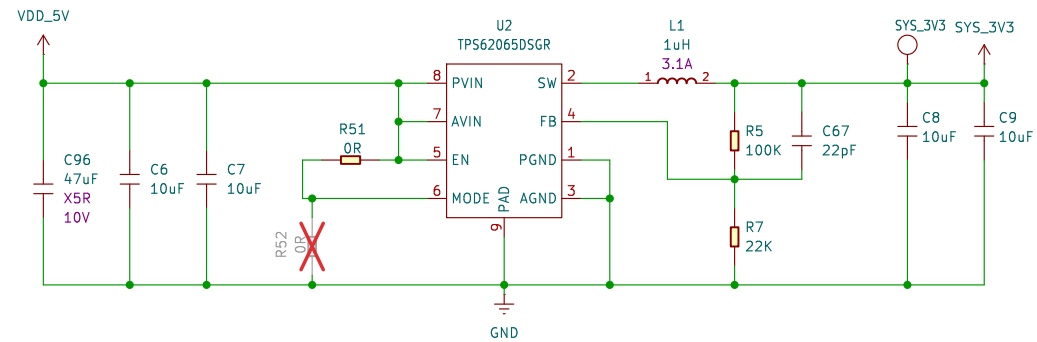 VDD_5V
U2
TPS62065DSGR
L1
1uH
3.1A
SYS_3V3
SYS_3V3
8
PVIN
SW
2
1
2
7
AVIN
FB
4
5
EN
PGND
1
6
MODE
AGND
3
PAD
9
R51
0R
R52
0R
C96
47uF
X5R
10V
C6
10uF
C7
10uF
R5
100K
C67
22pF
R7
22K
C8
10uF
C9
10uF
GND